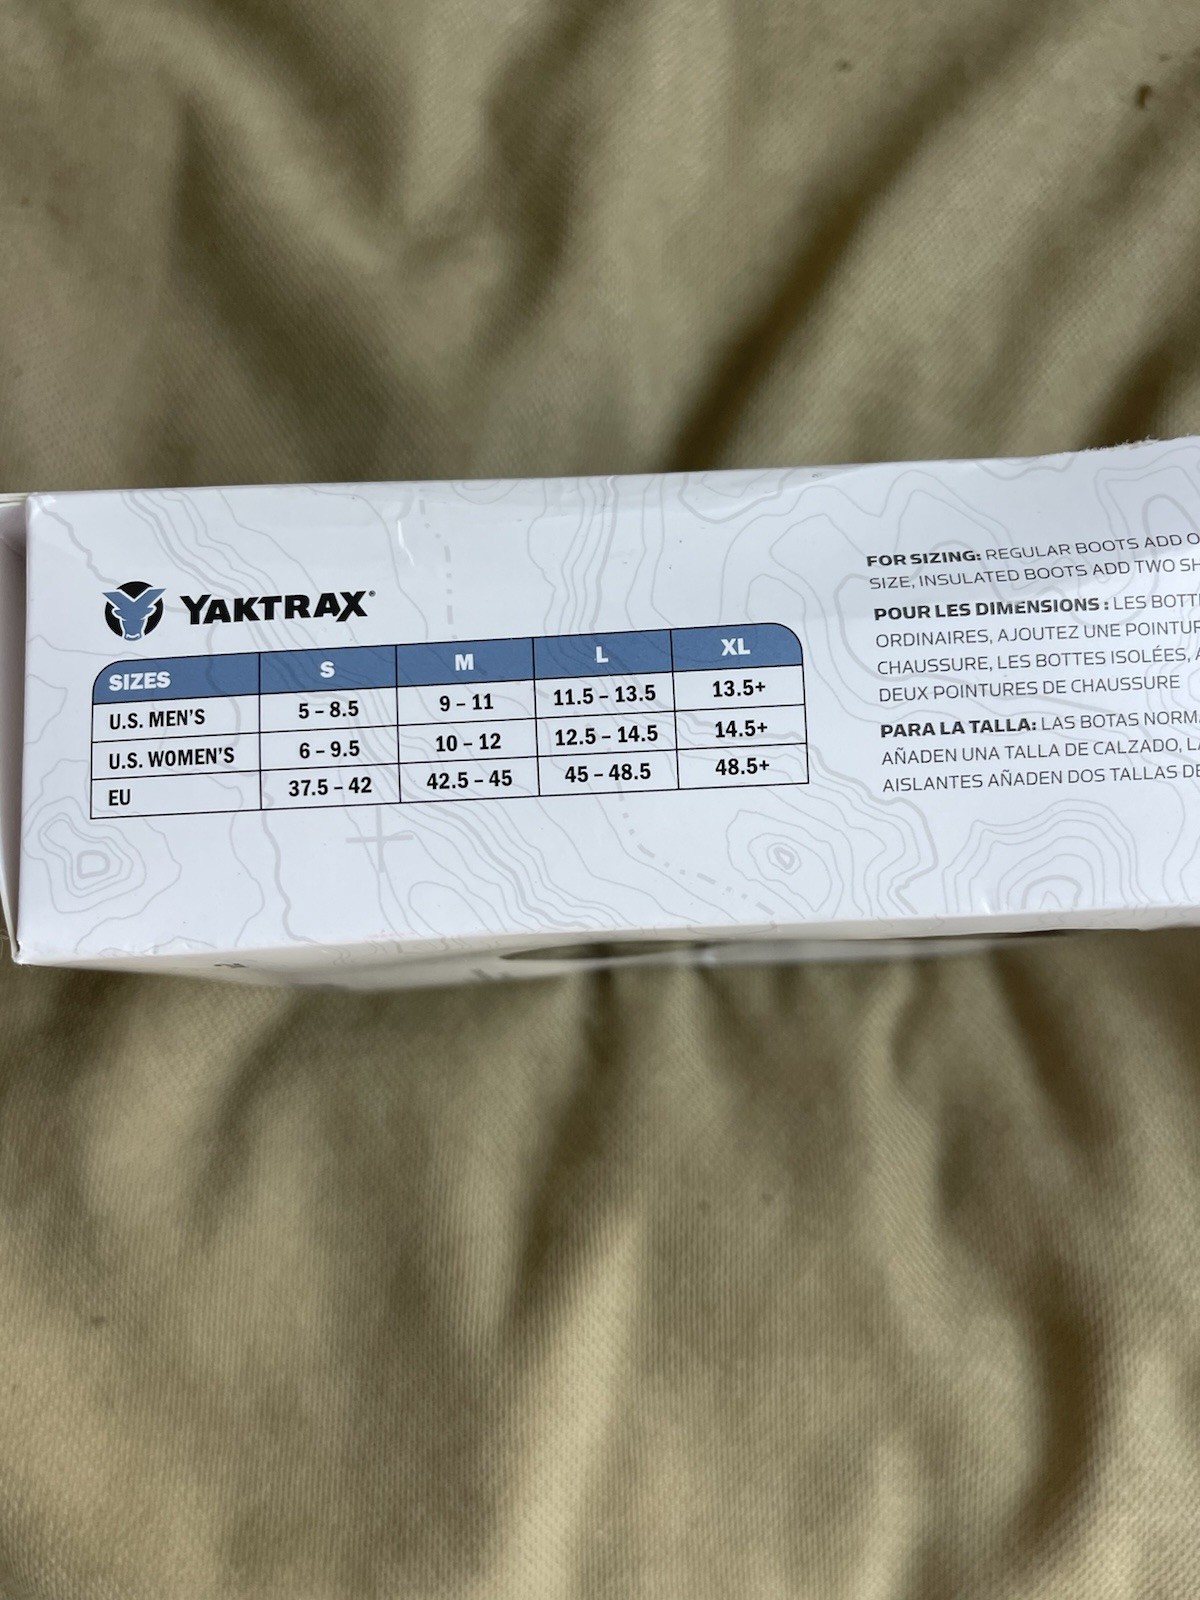 YAKTRAX®
SIZES S M L XL
U.S. MEN'S 5 – 8.5 9 – 11 11.5 – 13.5 13.5+
U.S. WOMEN'S 6 – 9.5 10 – 12 12.5 – 14.5 14.5+
EU 37.5 – 42 42.5 – 45 45 – 48.5 48.5+
FOR SIZING: REGULAR BOOTS ADD
SIZE, INSULATED BOOTS ADD TWO
POUR LES DIMENSIONS : LES
ORDINAIRES, AJOUTEZ UNE
CHAUSSURE, LES BOTTES ISOLÉES,
DEUX POINTURES DE CHAUSSURE
PARA LA TALLA: LAS BOTAS
AÑADEN UNA TALLA DE CALZADO,
AISLANTES AÑADEN DOS TALLAS